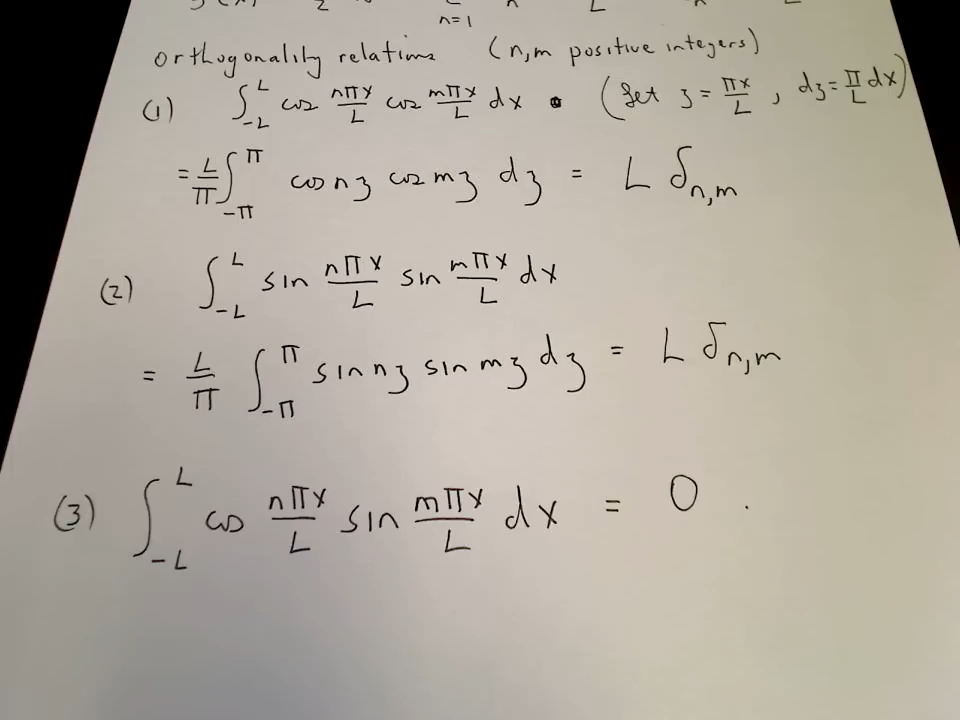 n=1
orthogonality relations (n,m positive integers)
(1) ∫_{-L}^{L} cos nπx/L cos mπx/L dx (Let z = πx/L , dz = π/L dx)
= L/π ∫_{-π}^{π} cos nz cos mz dz = L δ_{n,m}
(2) ∫_{-L}^{L} sin nπx/L sin mπx/L dx
= L/π ∫_{-π}^{π} sin nz sin mz dz = L δ_{n,m}
(3) ∫_{-L}^{L} cos nπx/L sin mπx/L dx = 0 .